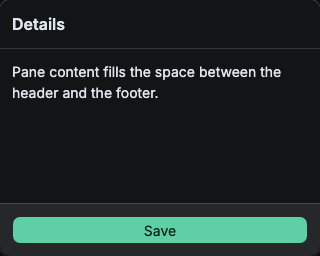 Details
Pane content fills the space between the
header and the footer.
Save